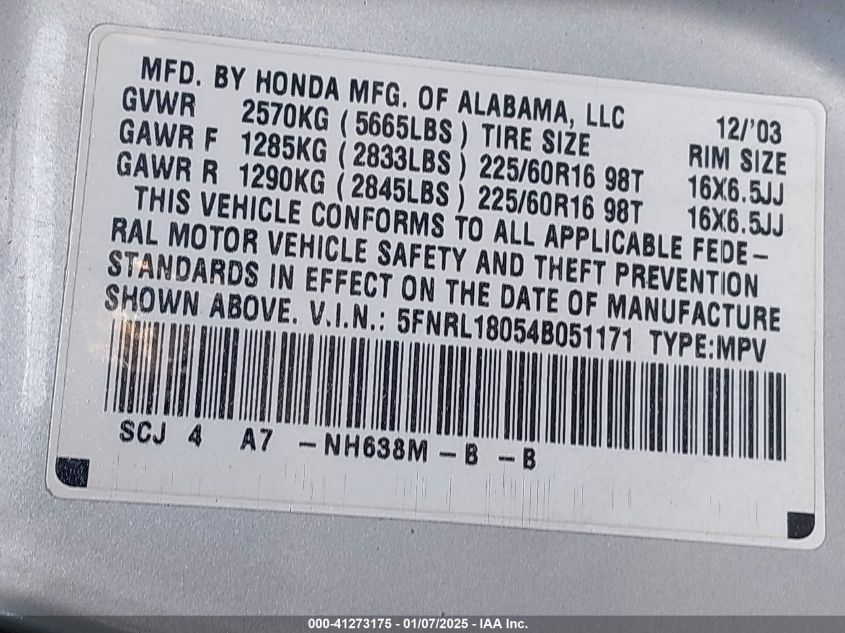 MFD. BY HONDA MFG. OF ALABAMA, LLC 12/'03
GVWR 2570KG ( 5665LBS ) TIRE SIZE RIM SIZE
GAWR F 1285KG ( 2833LBS ) 225/60R16 98T 16X6.5JJ
GAWR R 1290KG ( 2845LBS ) 225/60R16 98T 16X6.5JJ
THIS VEHICLE CONFORMS TO ALL APPLICABLE FEDE-
RAL MOTOR VEHICLE SAFETY AND THEFT PREVENTION
STANDARDS IN EFFECT ON THE DATE OF MANUFACTURE
SHOWN ABOVE. V.I.N.: 5FNRL18054B051171 TYPE:MPV
SCJ 4 A7 -NH638M-B -B
000-41273175 - 01/07/2025 - IAA Inc.